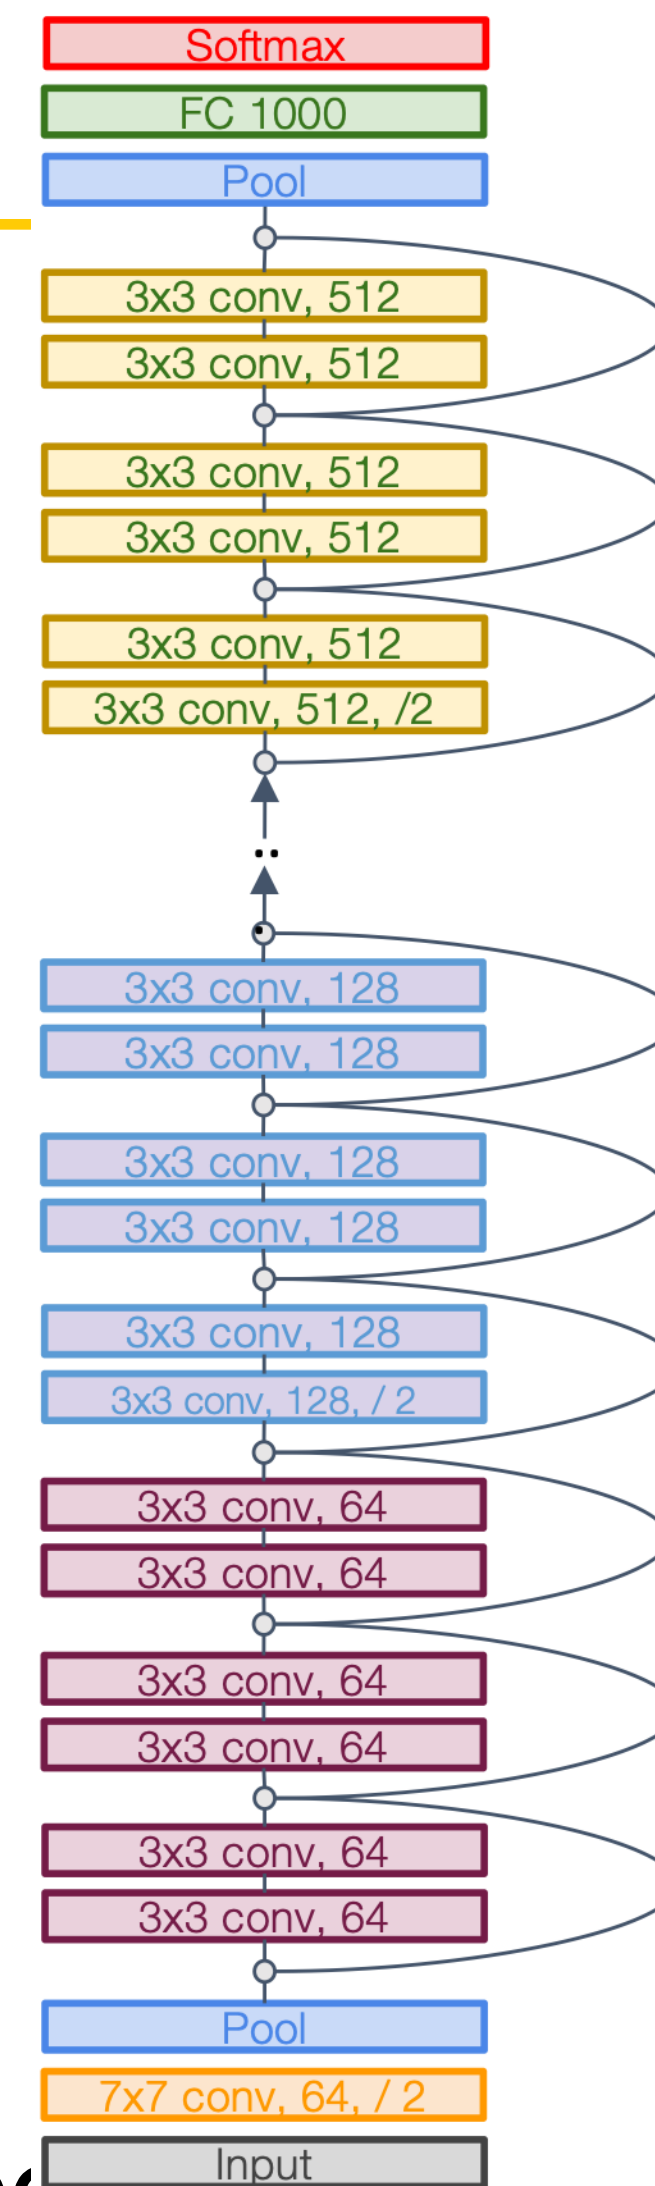 Softmax
FC 1000
Pool
3x3 conv, 512
3x3 conv, 512
3x3 conv, 512
3x3 conv, 512
3x3 conv, 512
3x3 conv, 512, /2
..
.
3x3 conv, 128
3x3 conv, 128
3x3 conv, 128
3x3 conv, 128
3x3 conv, 128
3x3 conv, 128, / 2
3x3 conv, 64
3x3 conv, 64
3x3 conv, 64
3x3 conv, 64
3x3 conv, 64
3x3 conv, 64
Pool
7x7 conv, 64, / 2
Input